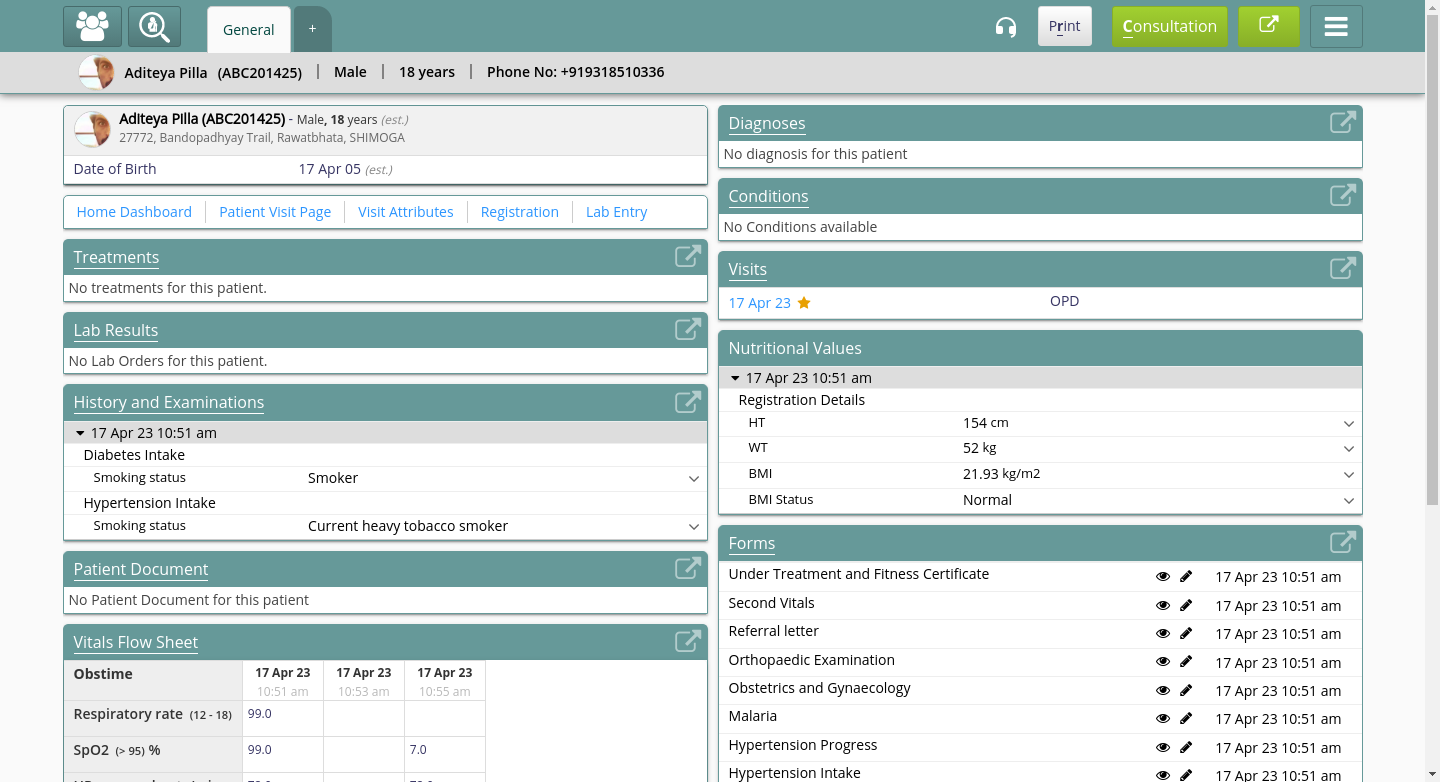 General
+
Print
Consultation
Aditeya Pilla (ABC201425) | Male | 18 years | Phone No: +919318510336
Aditeya PIlla (ABC201425) - Male, 18 years (est.)
27772, Bandopadhyay Trail, Rawatbhata, SHIMOGA
Date of Birth 17 Apr 05 (est.)
Home Dashboard Patient Visit Page Visit Attributes Registration Lab Entry
Treatments
No treatments for this patient.
Lab Results
No Lab Orders for this patient.
History and Examinations
17 Apr 23 10:51 am
Diabetes Intake
Smoking status Smoker
Hypertension Intake
Smoking status Current heavy tobacco smoker
Patient Document
No Patient Document for this patient
Vitals Flow Sheet
Obstime 17 Apr 23 17 Apr 23 17 Apr 23
10:51 am 10:53 am 10:55 am
Respiratory rate (12 - 18) 99.0
SpO2 (> 95) % 99.0 7.0
Diagnoses
No diagnosis for this patient
Conditions
No Conditions available
Visits
17 Apr 23 OPD
Nutritional Values
17 Apr 23 10:51 am
Registration Details
HT 154 cm
WT 52 kg
BMI 21.93 kg/m2
BMI Status Normal
Forms
Under Treatment and Fitness Certificate 17 Apr 23 10:51 am
Second Vitals 17 Apr 23 10:51 am
Referral letter 17 Apr 23 10:51 am
Orthopaedic Examination 17 Apr 23 10:51 am
Obstetrics and Gynaecology 17 Apr 23 10:51 am
Malaria 17 Apr 23 10:51 am
Hypertension Progress 17 Apr 23 10:51 am
Hypertension Intake 17 Apr 23 10:51 am